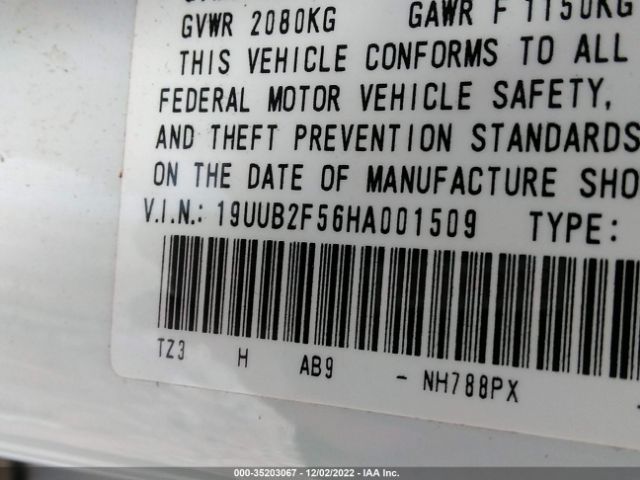 GVWR 2080KG GAWR F 1150KG
THIS VEHICLE CONFORMS TO ALL
FEDERAL MOTOR VEHICLE SAFETY,
AND THEFT PREVENTION STANDARDS
ON THE DATE OF MANUFACTURE SHO
V.I.N.: 19UUB2F56HA001509 TYPE:
TZ3 H AB9 - NH788PX
000-35203067 • 12/02/2022 - IAA Inc.